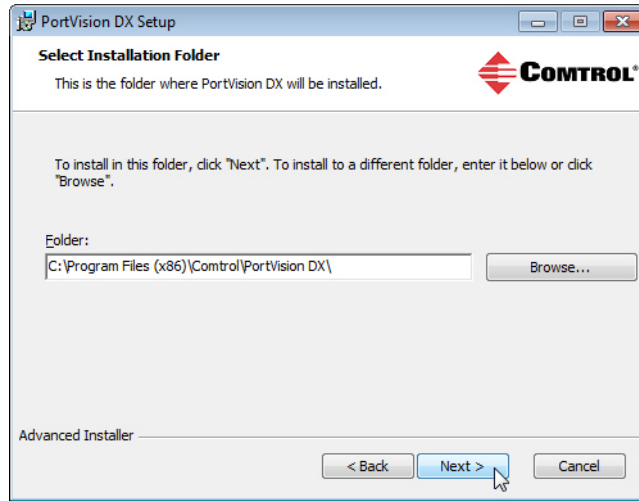 PortVision DX Setup
Select Installation Folder
This is the folder where PortVision DX will be installed.
COMTROL®
To install in this folder, click "Next". To install to a different folder, enter it below or click
"Browse".
Folder:
C:\Program Files (x86)\Comtrol\PortVision DX\
Browse...
Advanced Installer
< Back
Next >
Cancel